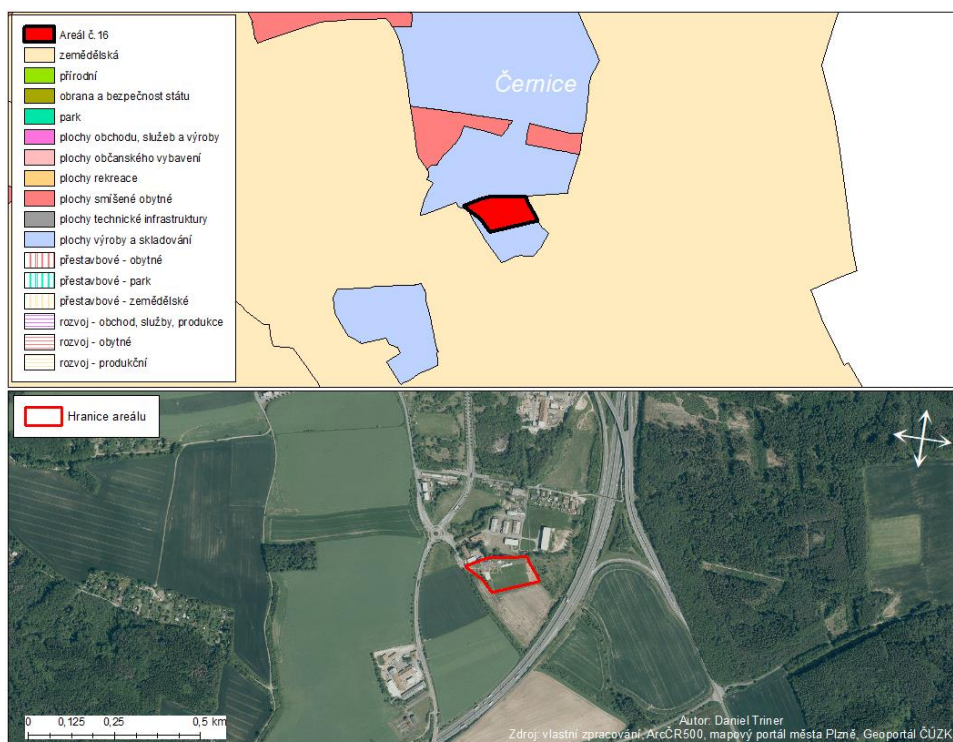 Areál č.16
zemědělská
přírodní
obrana a bezpečnost státu
park
plochy obchodu, služeb a výroby
plochy občanského vybavení
plochy rekreace
plochy smíšené obytné
plochy technické infrastruktury
plochy výroby a skladování
přestavbové - obytné
přestavbové - park
přestavbové - zemědělské
rozvoj - obchod, služby, produkce
rozvoj - obytné
rozvoj - produkční
Černice
Hranice areálu
0 0,125 0,25 0,5 km
Autor: Daniel Triner
Zdroj: vlastní zpracování, ArcČR500, mapový portál města Plzně, Geoportál ČÚZK